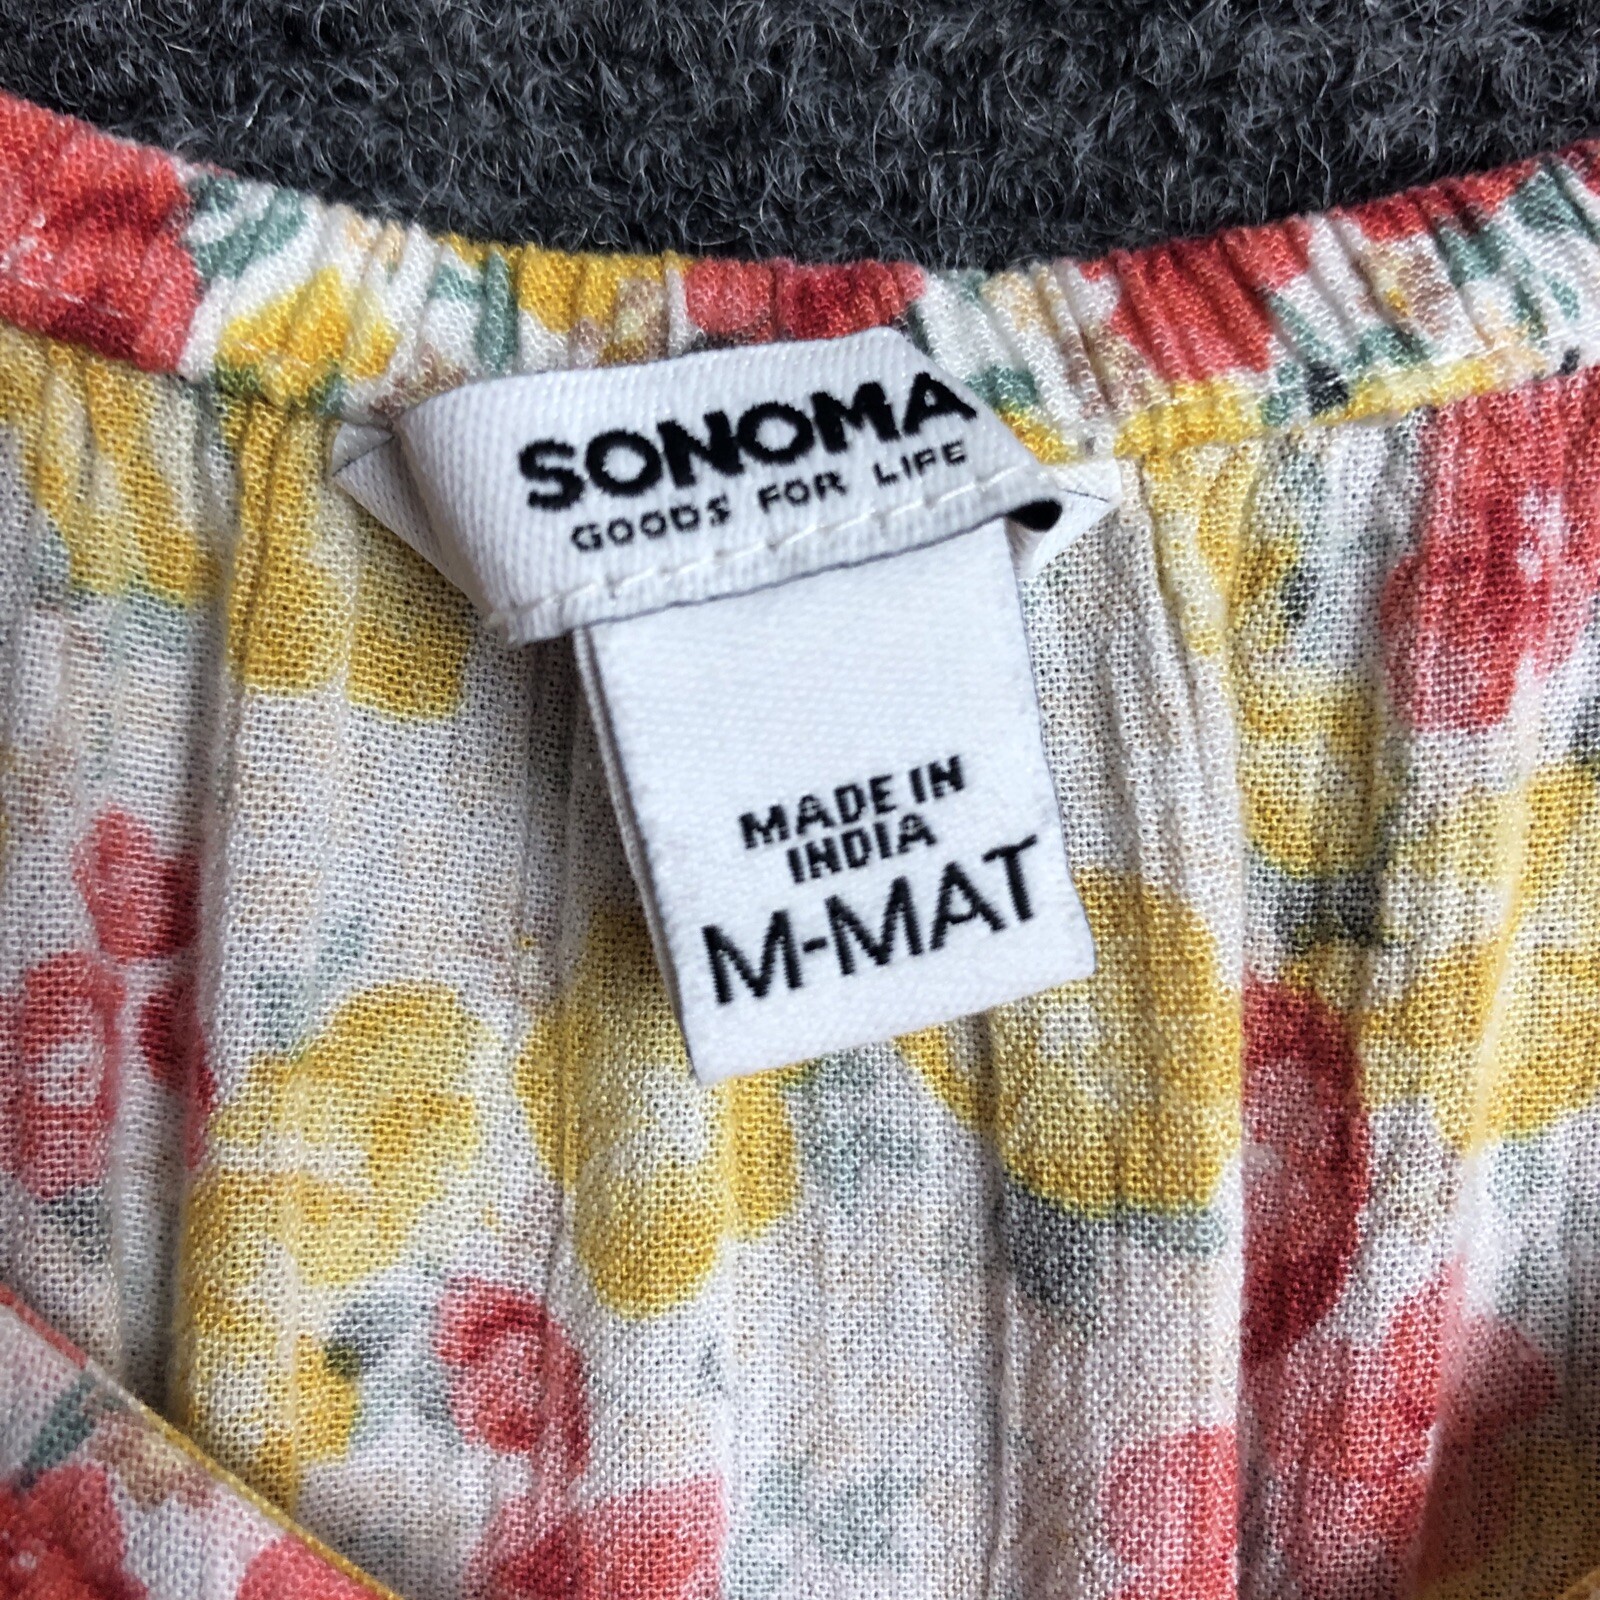 SONOMA
GOODS FOR LIFE
MADE IN
INDIA
M-MAT